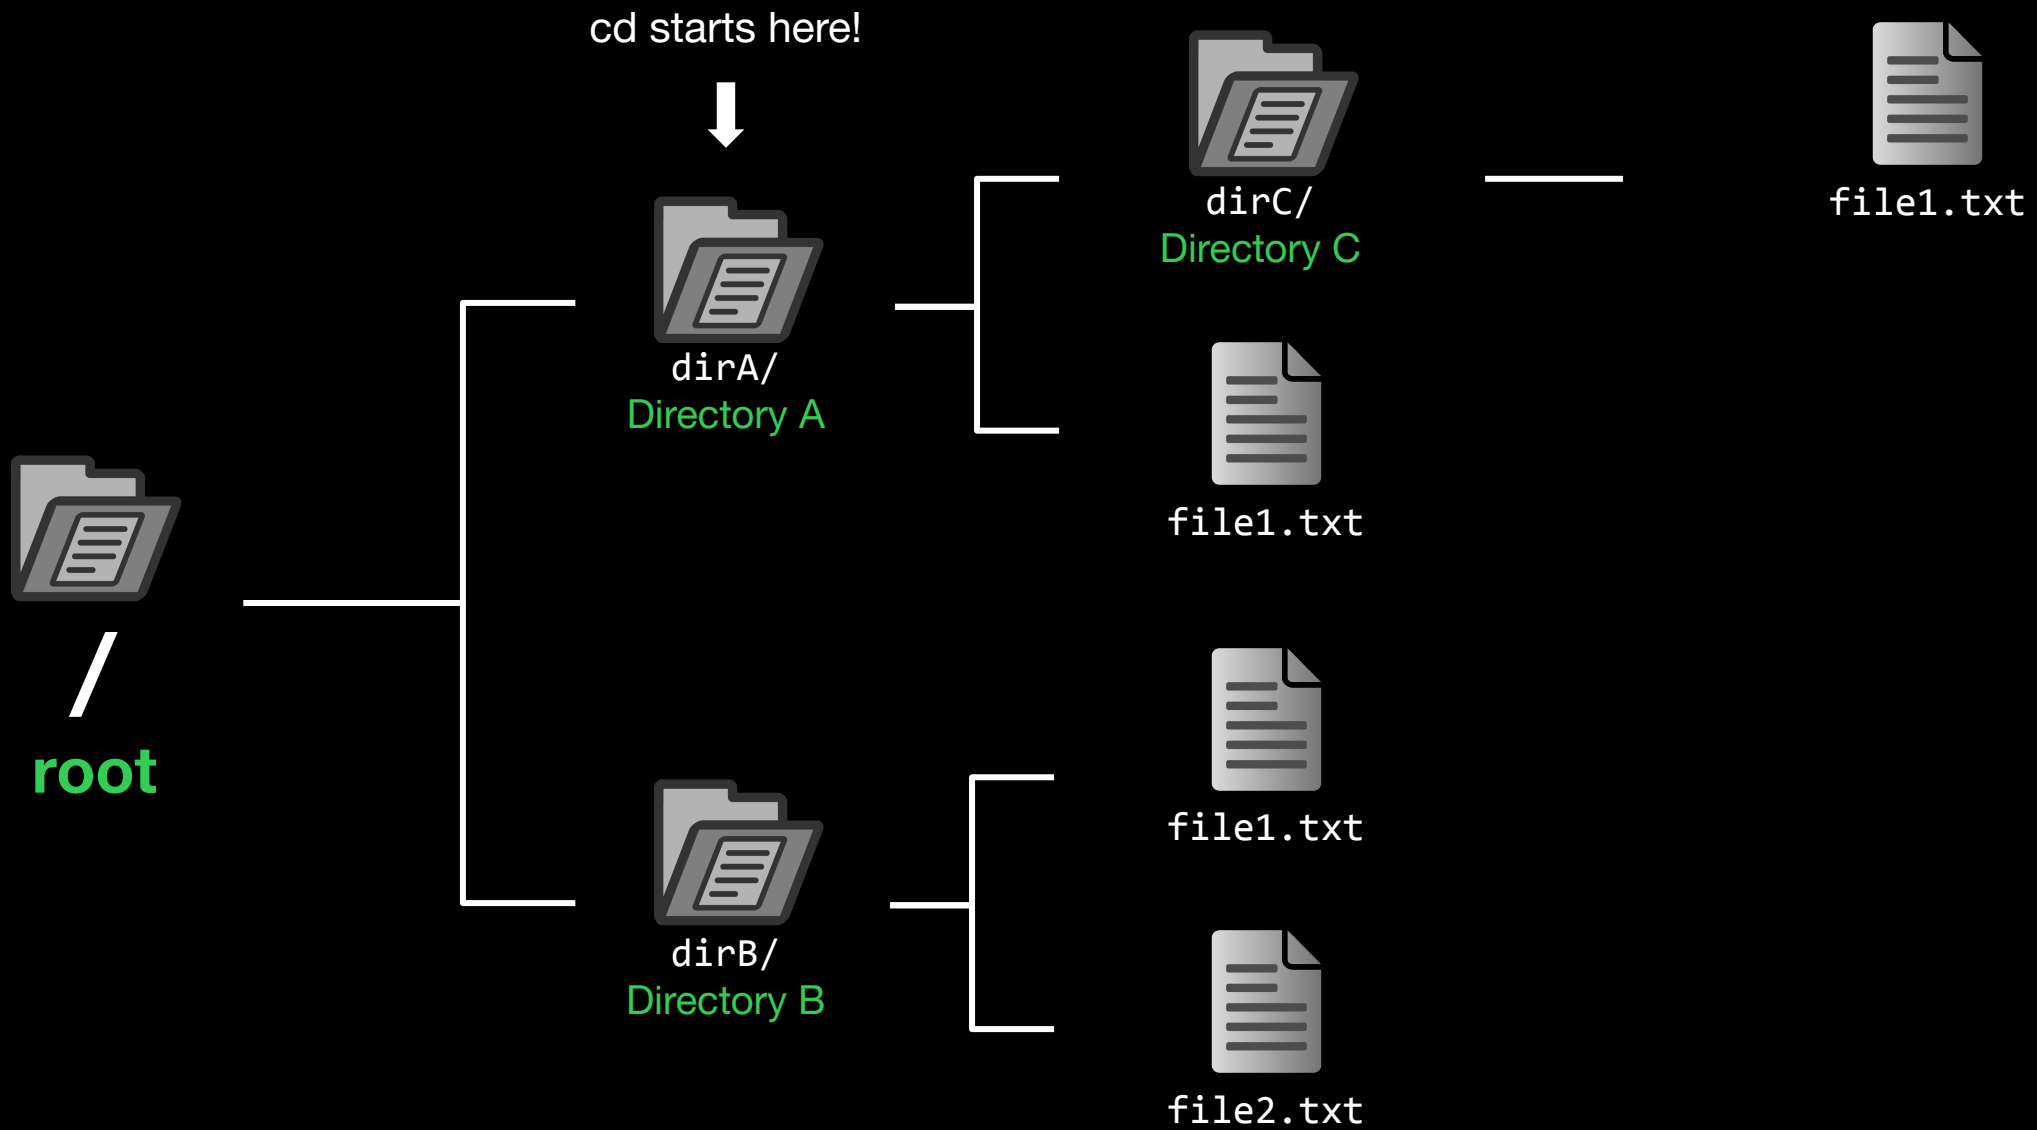 cd starts here!
dirC/
Directory C
file1.txt
dirA/
Directory A
file1.txt
/
root
file1.txt
dirB/
Directory B
file2.txt